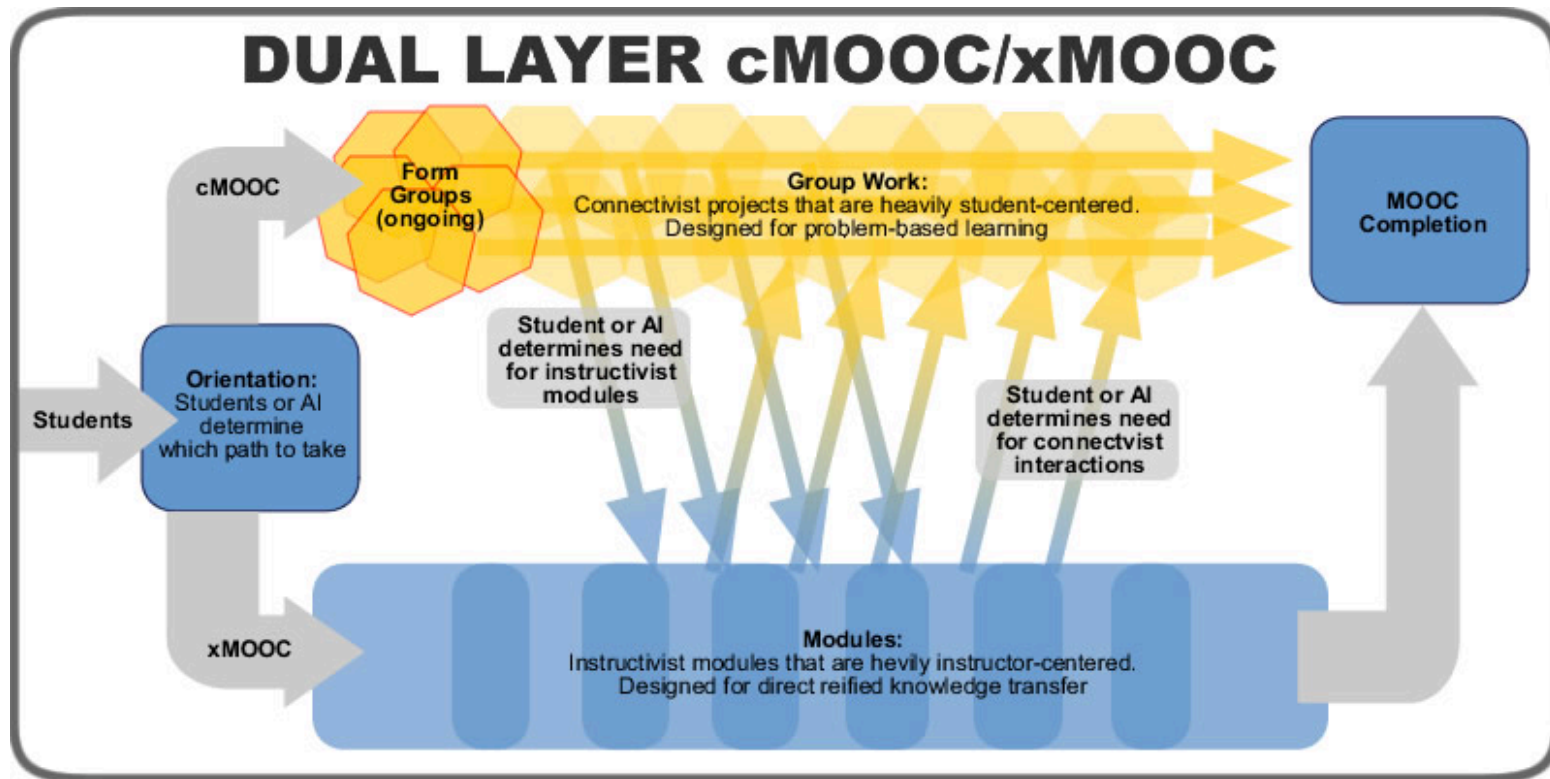 DUAL LAYER cMOOC/xMOOC
cMOOC
Form
Groups
(ongoing)
Group Work:
Connectivist projects that are heavily student-centered.
Designed for problem-based learning
MOOC
Completion
Student or AI
determines need
for instructivist
modules
Students
Orientation:
Students or AI
determine
which path to take
Student or AI
determines need
for connectvist
interactions
xMOOC
Modules:
Instructivist modules that are hevily instructor-centered.
Designed for direct reified knowledge transfer